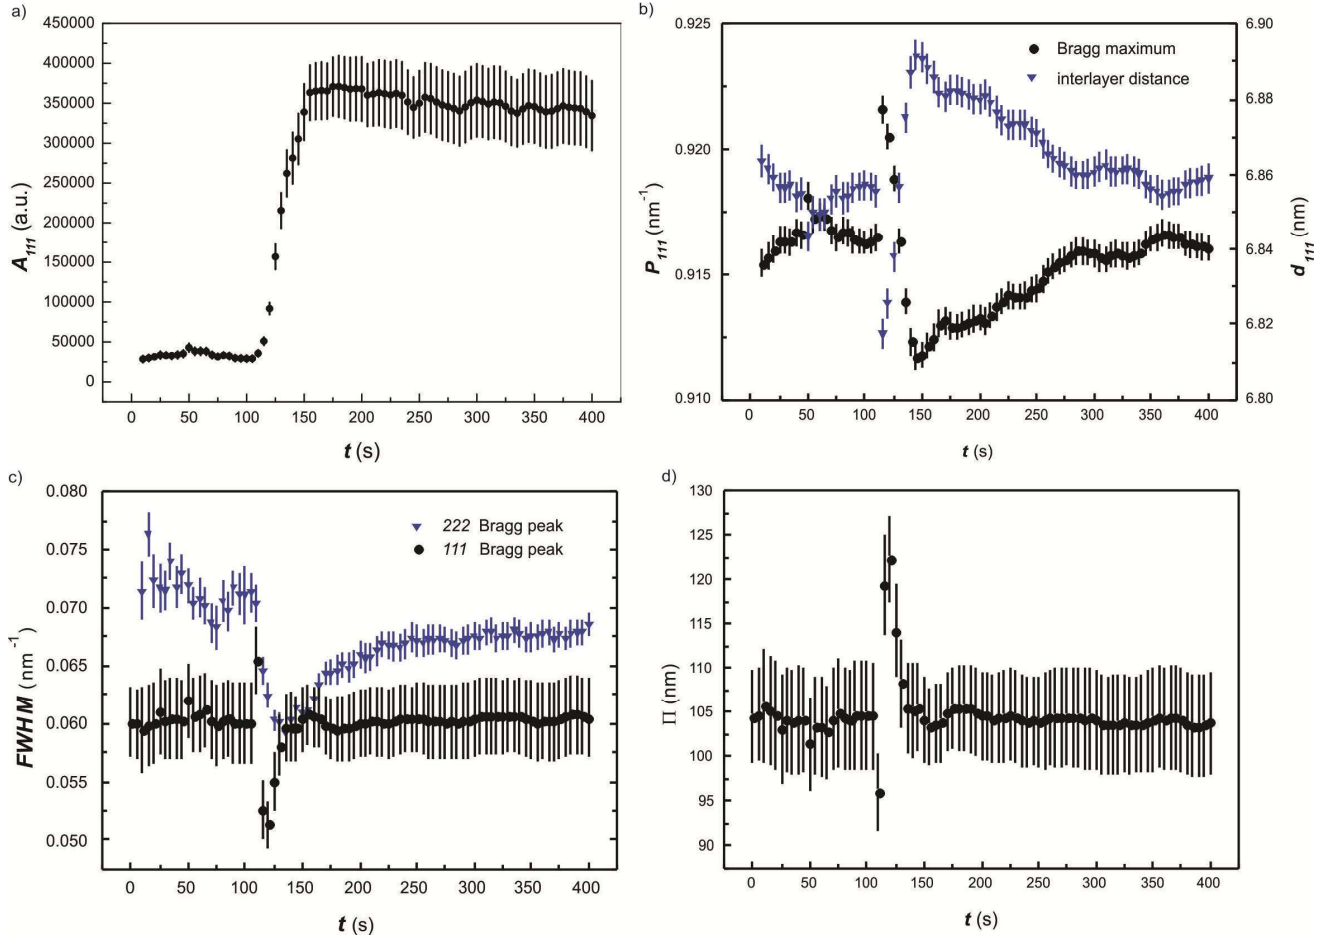 a)
450000
400000
350000
300000
250000
200000
150000
100000
50000
0
A111 (a.u.)
0 50 100 150 200 250 300 350 400
t (s)
b)
0.925
0.920
0.915
0.910
P111 (nm-1)
Bragg maximum
interlayer distance
6.90
6.88
6.86
6.84
6.82
6.80
d111 (nm)
0 50 100 150 200 250 300 350 400
t (s)
c)
0.080
0.075
0.070
0.065
0.060
0.055
0.050
FWHM (nm-1)
222 Bragg peak
111 Bragg peak
0 50 100 150 200 250 300 350 400
t (s)
d)
130
125
120
115
110
105
100
95
90
Π (nm)
0 50 100 150 200 250 300 350 400
t (s)